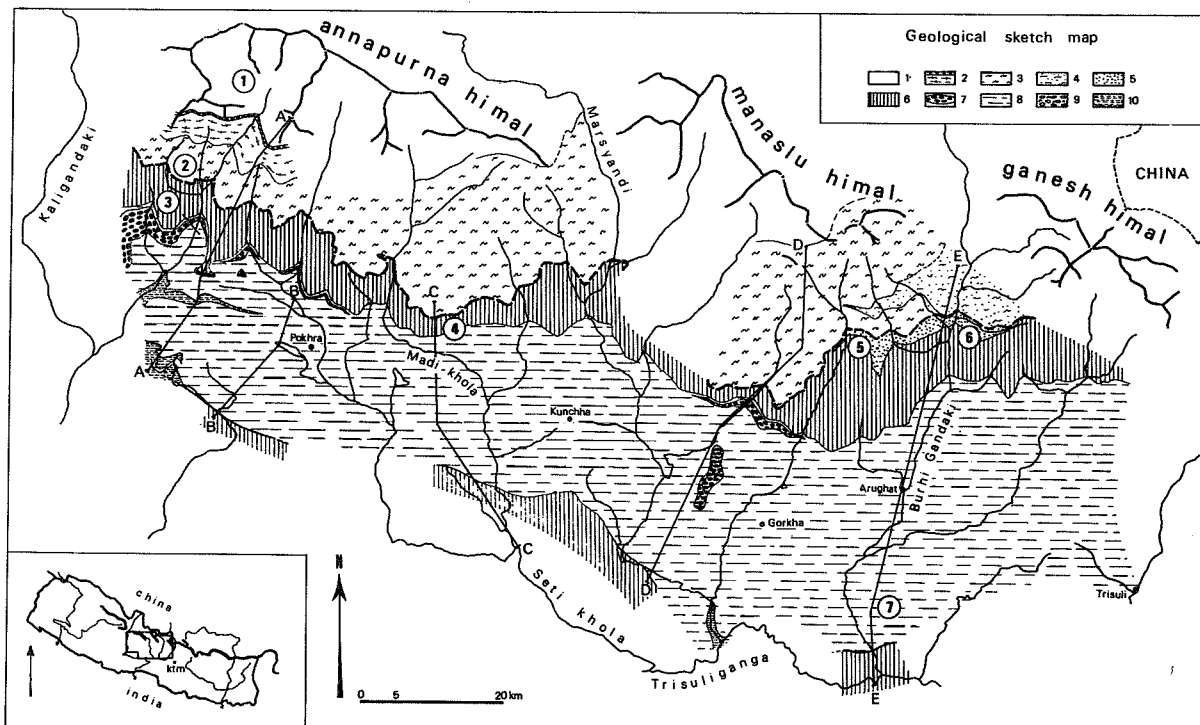 Geological sketch map
1 2 3 4 5
6 7 8 9 10
annapurna himal
manaslu himal
ganesh himal
CHINA
Kaligandaki
Marsyandi
1
A
2
3
D
E
B
C
4
5
6
Pokhra
Madi khola
A
B
Kunchha
Arughat
Burhi Gandaki
Gorkha
C
D
Seti khola
Trisuliganga
7
Trisuli
E
china
ktm
india
N
0 5 20 km